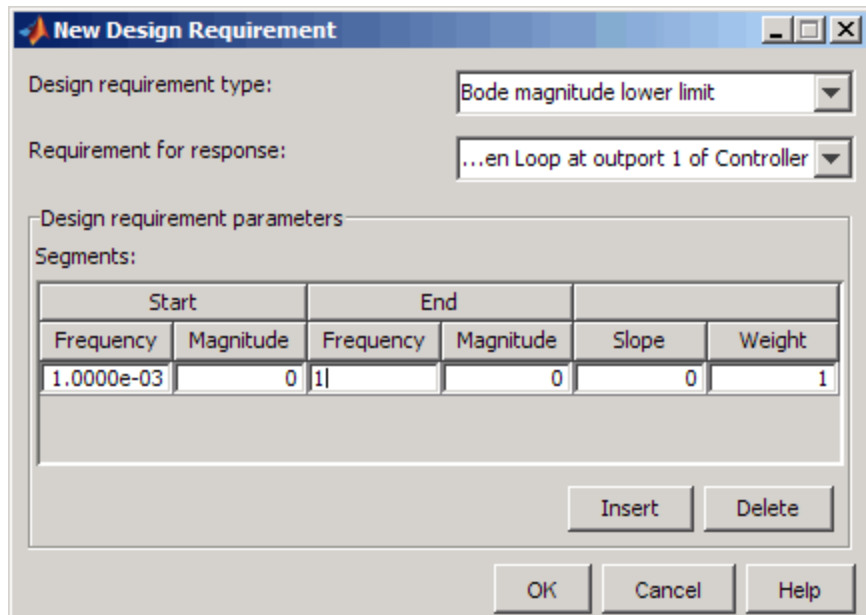 New Design Requirement
Design requirement type: Bode magnitude lower limit
Requirement for response: ...en Loop at outport 1 of Controller
Design requirement parameters
Segments:
Start End
Frequency Magnitude Frequency Magnitude Slope Weight
1.0000e-03 0 1 0 0 1
Insert Delete
OK Cancel Help